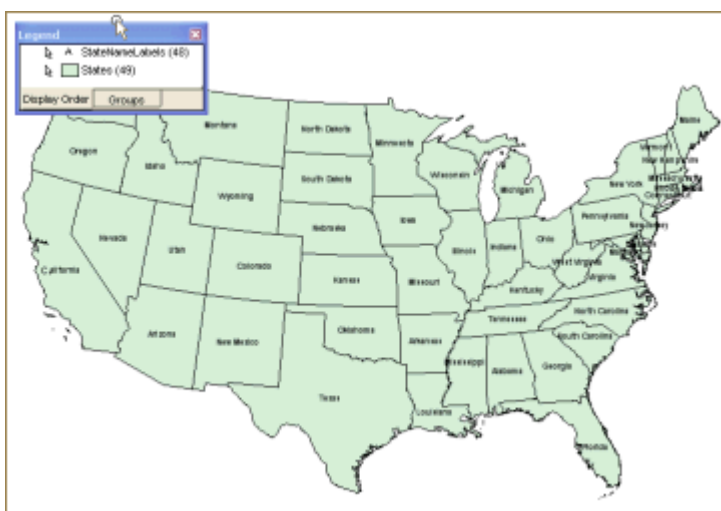 Legend
StateNameLabels (48)
States (49)
Display Order Groups
Montana
North Dakota
Minnesota
Maine
Oregon
Idaho
Wisconsin
Vermont
New Hampshire
South Dakota
Michigan
New York
Massachusetts
Wyoming
Connecticut
Iowa
Pennsylvania
Nebraska
New Jersey
Nevada
Utah
Illinois
Indiana
Ohio
Colorado
West Virginia
California
Kansas
Missouri
Virginia
Kentucky
North Carolina
Tennessee
Arizona
New Mexico
Oklahoma
Arkansas
South Carolina
Mississippi
Alabama
Georgia
Texas
Louisiana
Florida